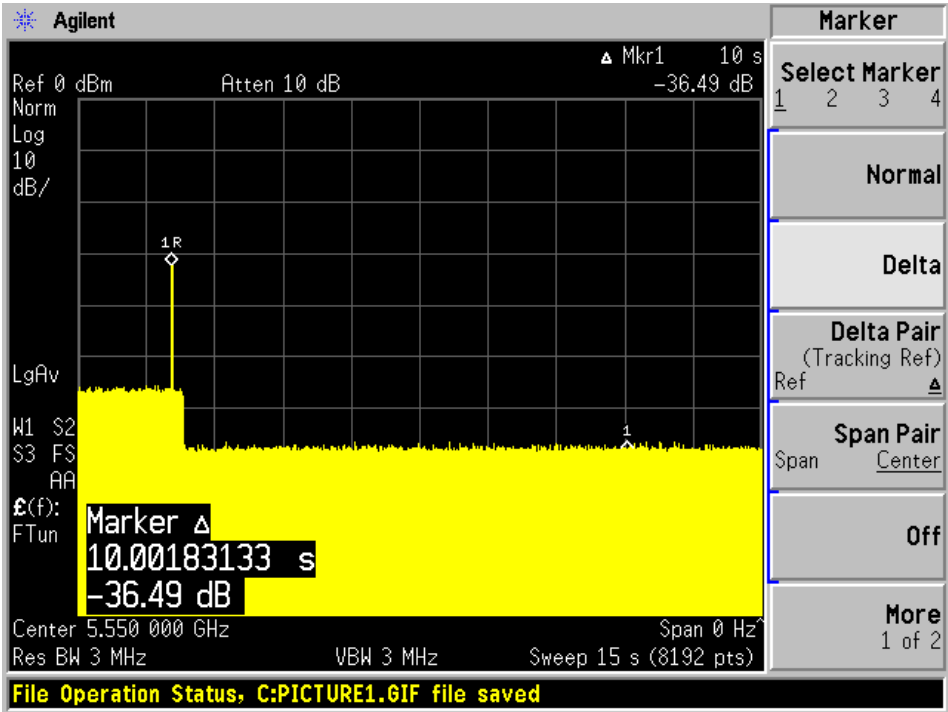 Agilent
Marker
Δ Mkr1 10 s
Ref 0 dBm Atten 10 dB -36.49 dB
Norm
Log
10
dB/
1R
LgAv
W1 S2
S3 FS
AA
£(f):
FTun
1
Marker Δ
10.00183133 s
-36.49 dB
Center 5.550 000 GHz Span 0 Hz^
Res BW 3 MHz VBW 3 MHz Sweep 15 s (8192 pts)
File Operation Status, C:PICTURE1.GIF file saved
Select Marker
1 2 3 4
Normal
Delta
Delta Pair
(Tracking Ref)
Ref Δ
Span Pair
Span Center
Off
More
1 of 2